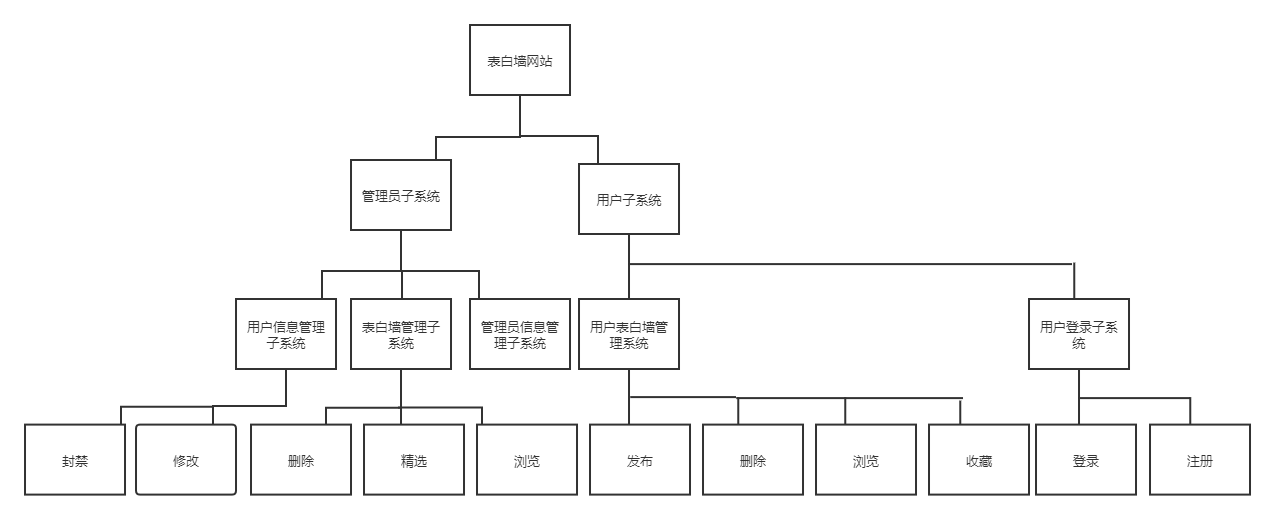 表白墙网站
管理员子系统
用户子系统
用户信息管理
子系统
表白墙管理子
系统
管理员信息管
理子系统
用户表白墙管
理系统
用户登录子系
统
封禁
修改
删除
精选
浏览
发布
删除
浏览
收藏
登录
注册